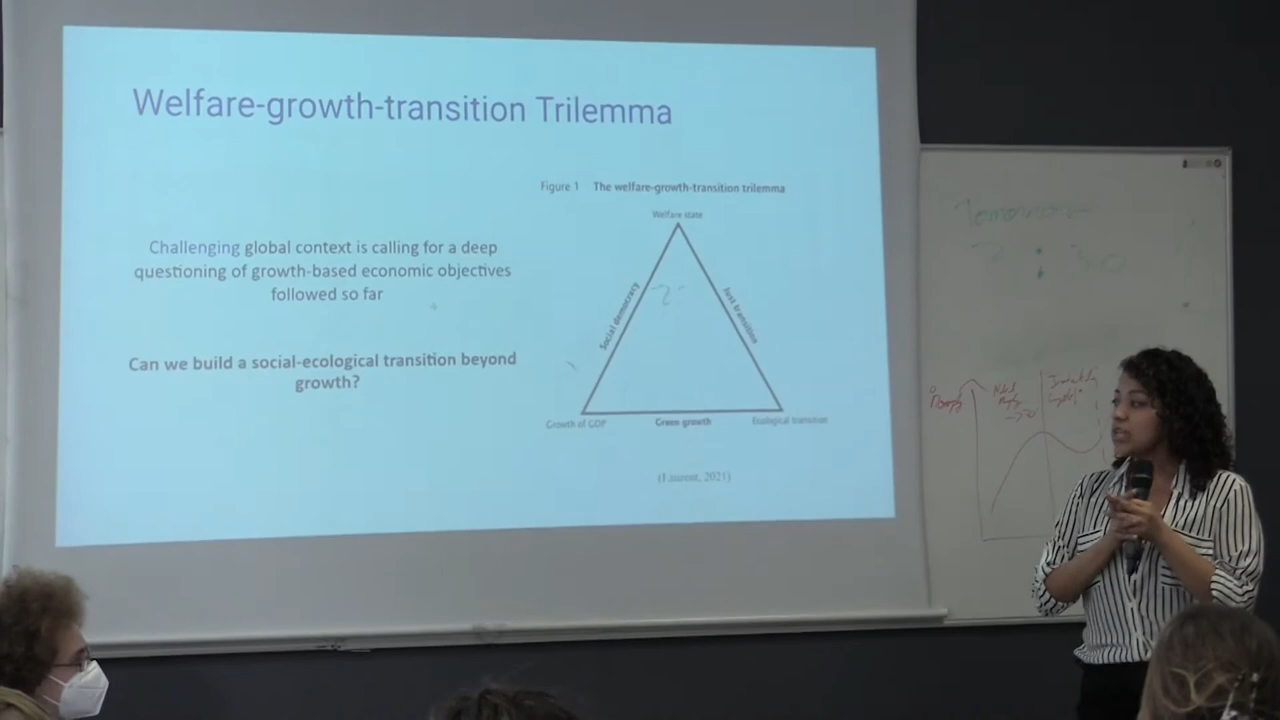 Welfare-growth-transition Trilemma
Challenging global context is calling for a deep
questioning of growth-based economic objectives
followed so far
Can we build a social-ecological transition beyond
growth?
Figure 1 The welfare-growth-transition trilemma
Welfare state
Social democracy
Just transition
Growth of GDP
Green growth
Ecological transition
(Laurent, 2021)